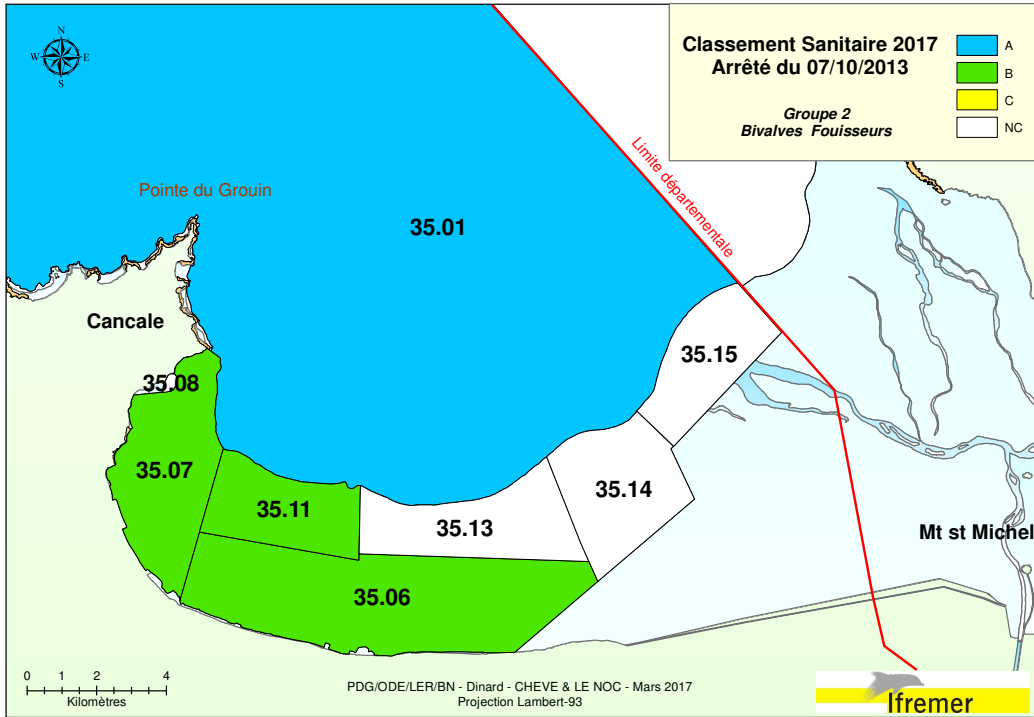 N
W E
S
Classement Sanitaire 2017
Arrêté du 07/10/2013
Groupe 2
Bivalves Fouisseurs
A
B
C
NC
Limite départementale
Pointe du Grouin
35.01
Cancale
35.15
35.08
35.07
35.11
35.14
35.13
Mt st Michel
35.06
0 2 4
Kilomètres
PDG/ODE/LER/BN - Dinard - CHEVE & LE NOC - Mars 2017
Projection Lambert-93
Ifremer